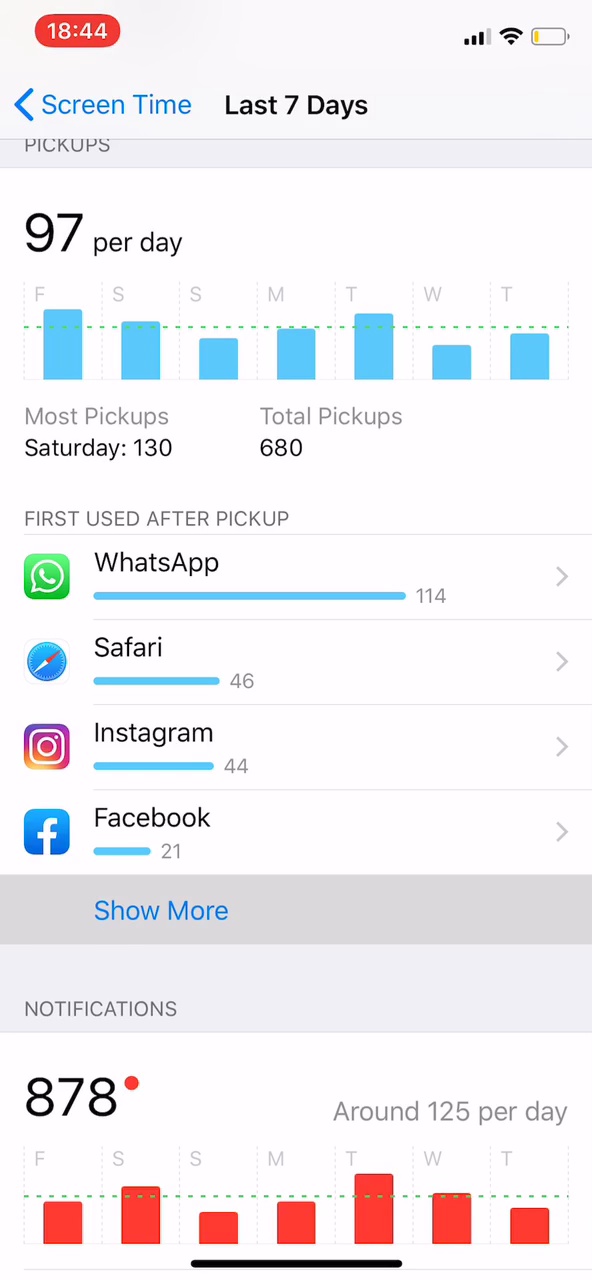 18:44
Screen Time Last 7 Days
PICKUPS
97 per day
F S S M T W T
Most Pickups Total Pickups
Saturday: 130 680
FIRST USED AFTER PICKUP
WhatsApp
114
Safari
46
Instagram
44
Facebook
21
Show More
NOTIFICATIONS
878 Around 125 per day
F S S M T W T